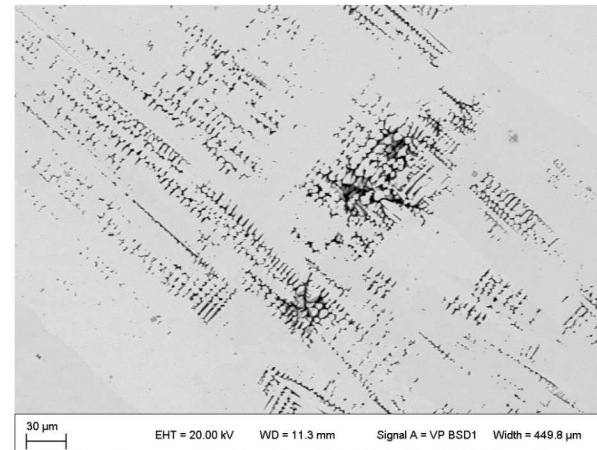 30 µm
EHT = 20.00 kV WD = 11.3 mm Signal A = VP BSD1 Width = 449.8 µm